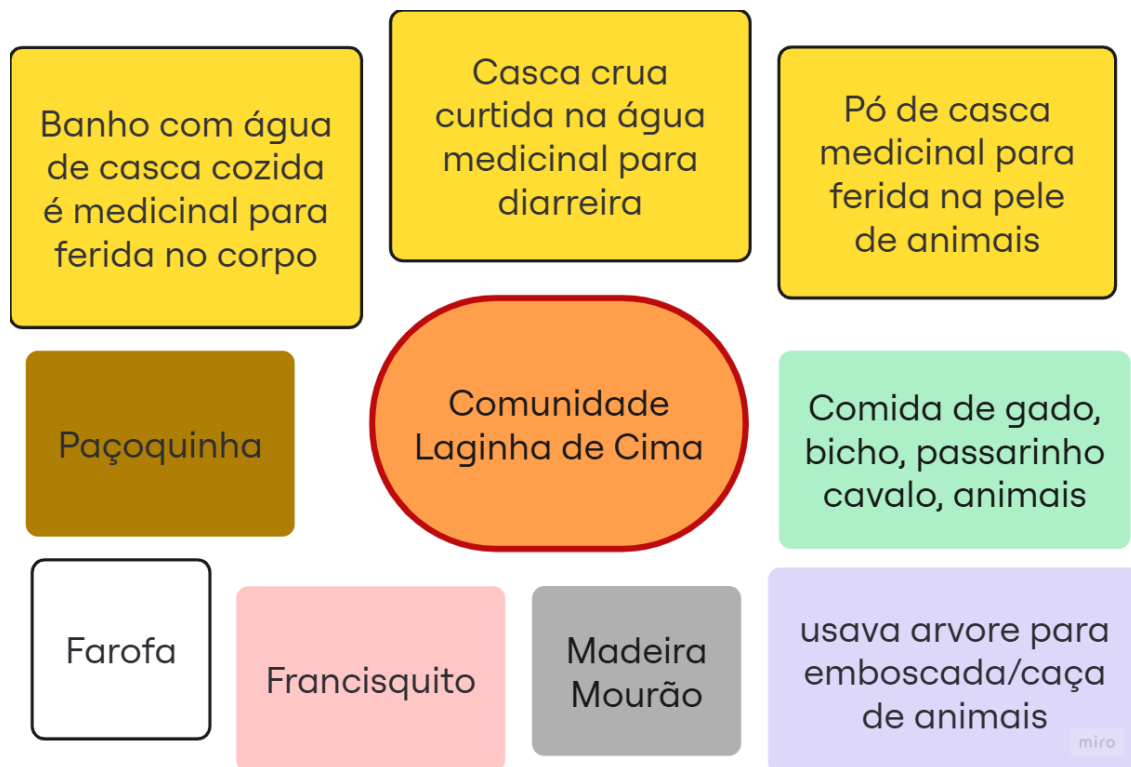 Banho com água
de casca cozida
é medicinal para
ferida no corpo
Casca crua
curtida na água
medicinal para
diarreira
Pó de casca
medicinal para
ferida na pele
de animais
Paçoquinha
Comunidade
Laginha de Cima
Comida de gado,
bicho, passarinho
cavalo, animais
Farofa
Francisquito
Madeira
Mourão
usava arvore para
emboscada/caça
de animais
miro